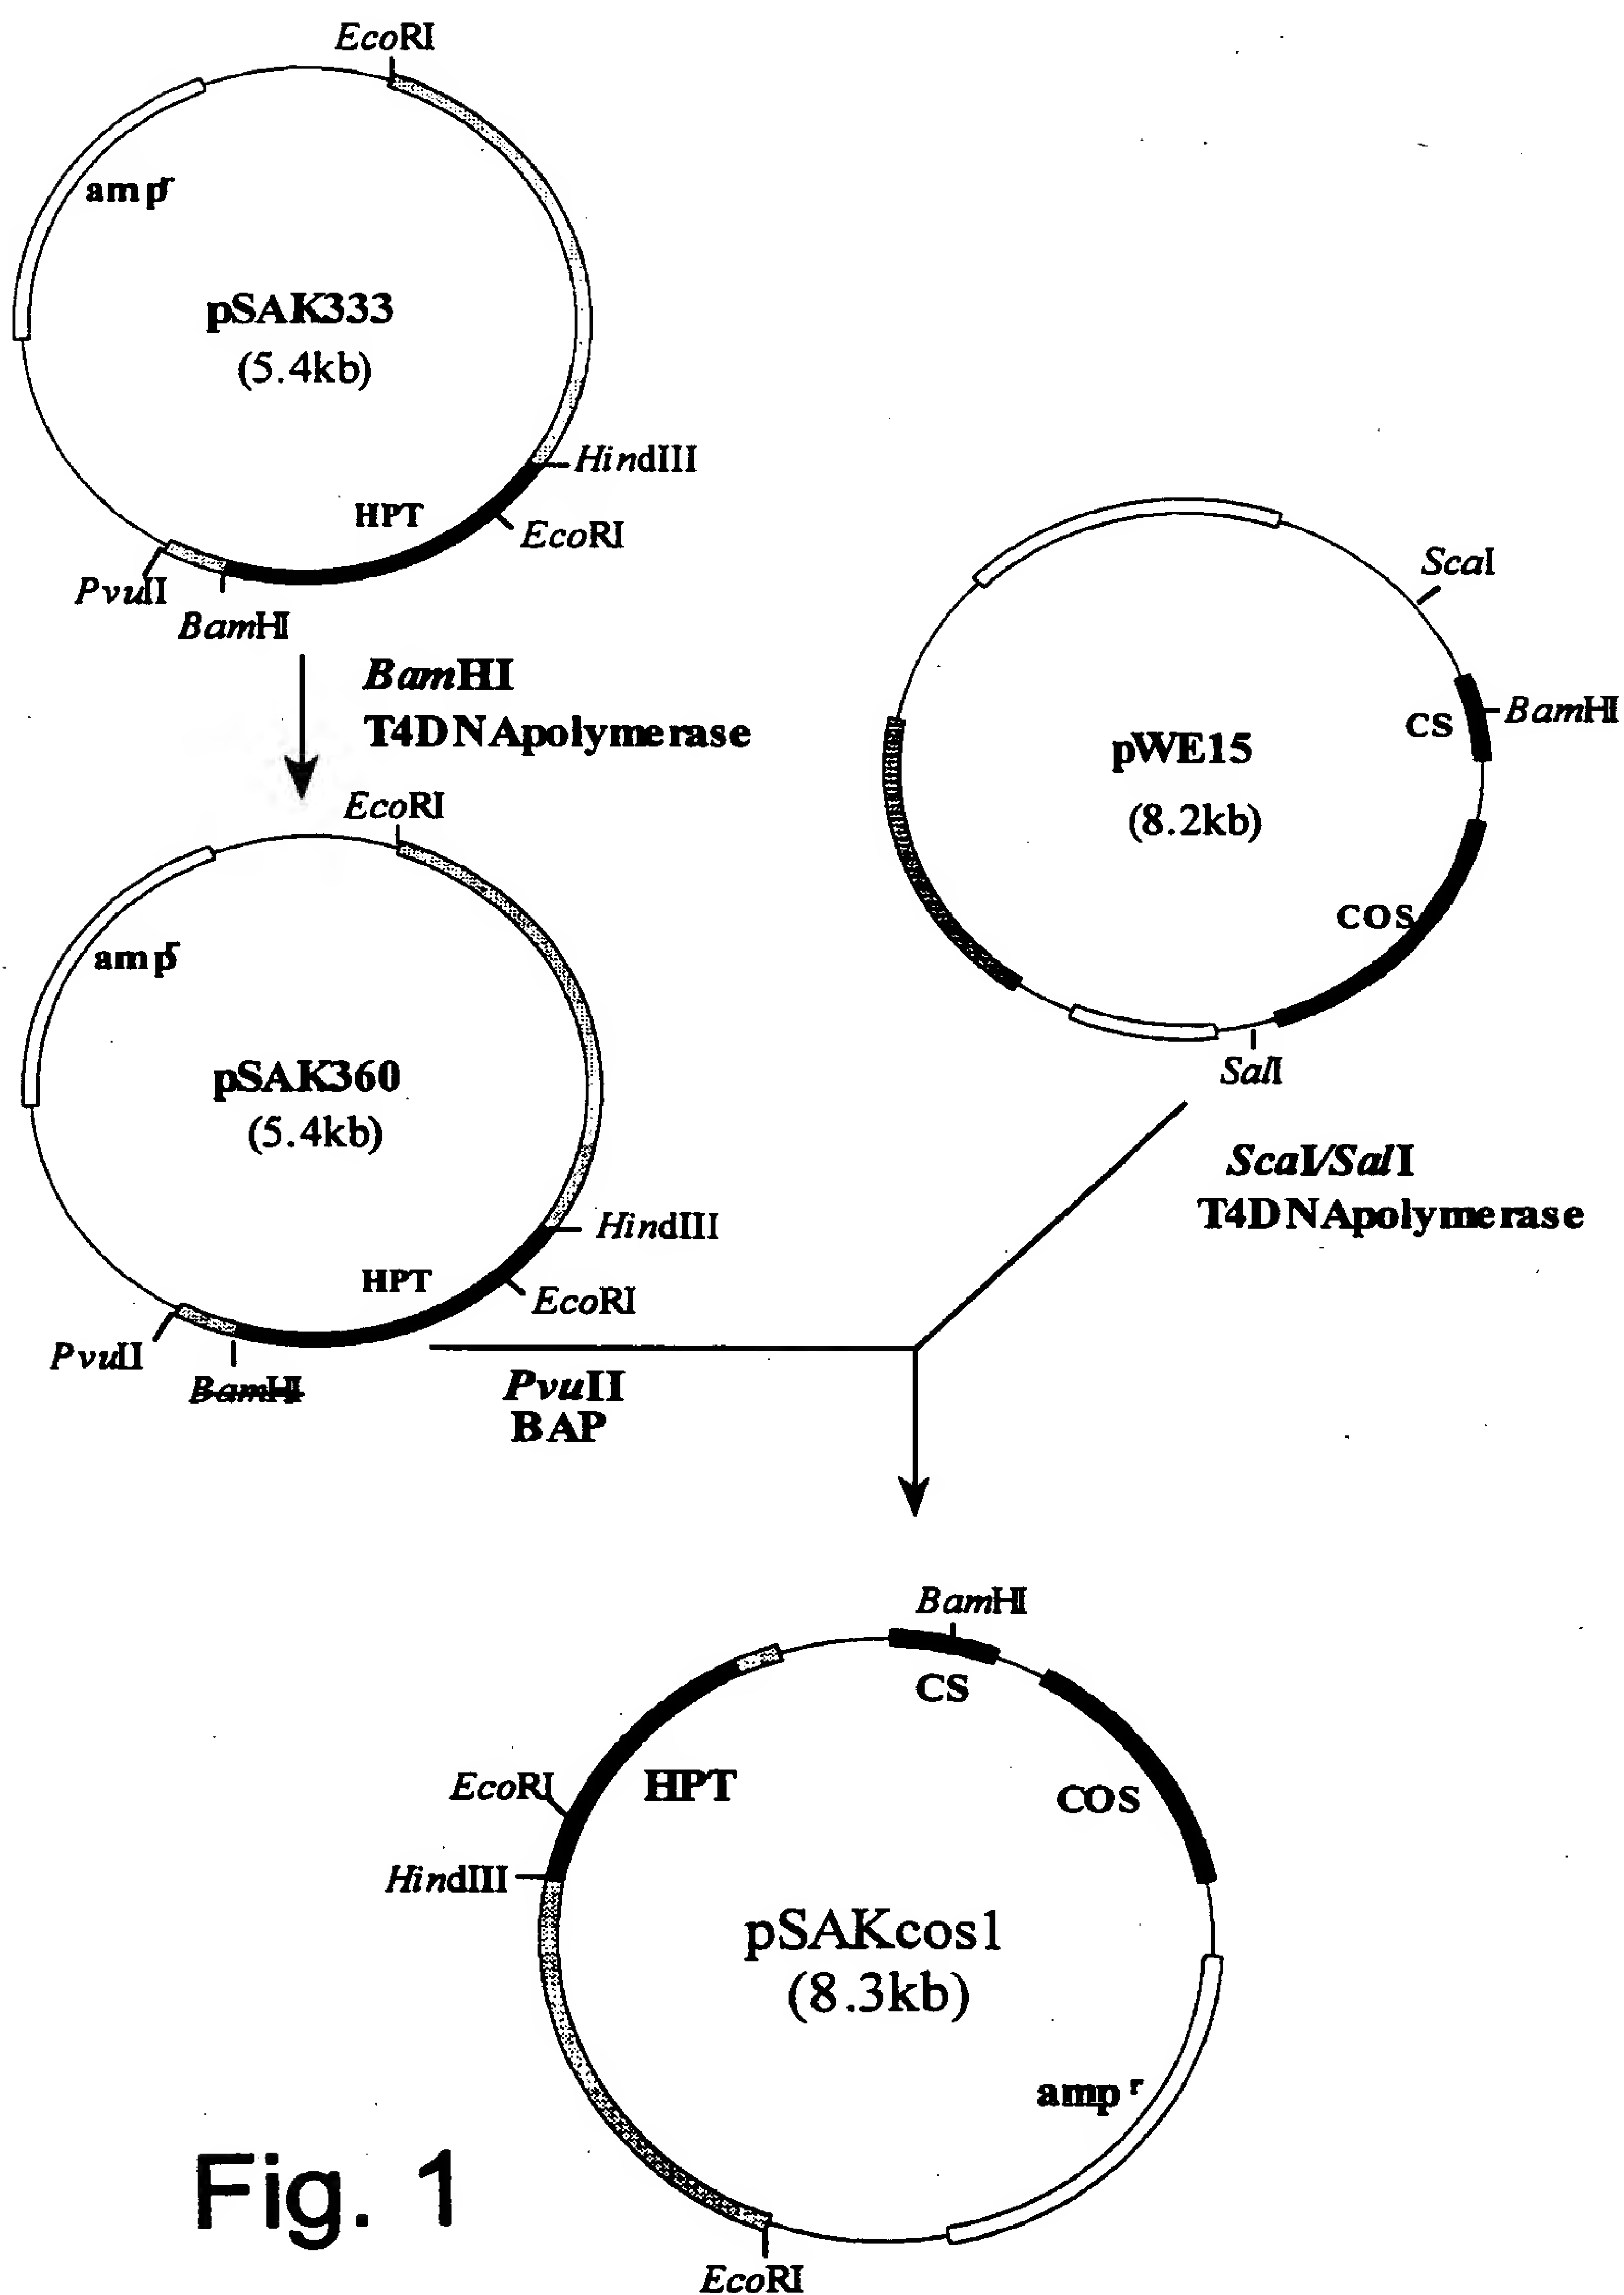 EcoRI
ampr
pSAK333
(5.4kb)
HindIII
HPT
EcoRI
PvuII
BamHI
BamHI
T4DNApolymerase
ScaI
BamHI
CS
pWE15
(8.2kb)
COS
SalI
EcoRI
ampr
pSAK360
(5.4kb)
HindIII
HPT
EcoRI
PvuII
BamHI
ScaI/SalI
T4DNApolymerase
PvuII
BAP
BamHI
CS
EcoRI
HPT
COS
HindIII
pSAKcos1
(8.3kb)
amp r
Fig. 1
EcoRI